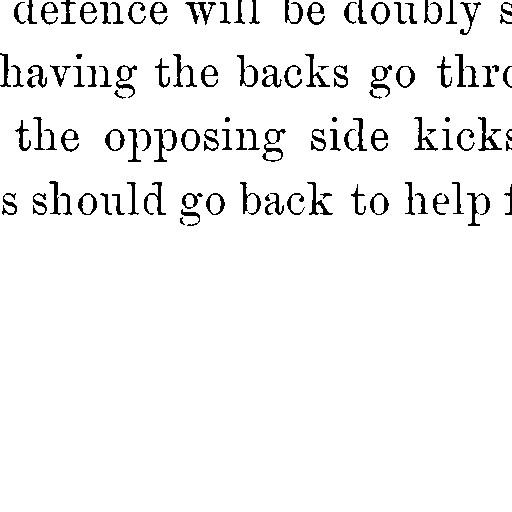 defence will be doubly s
having the backs go thro
the opposing side kicks
s should go back to help f